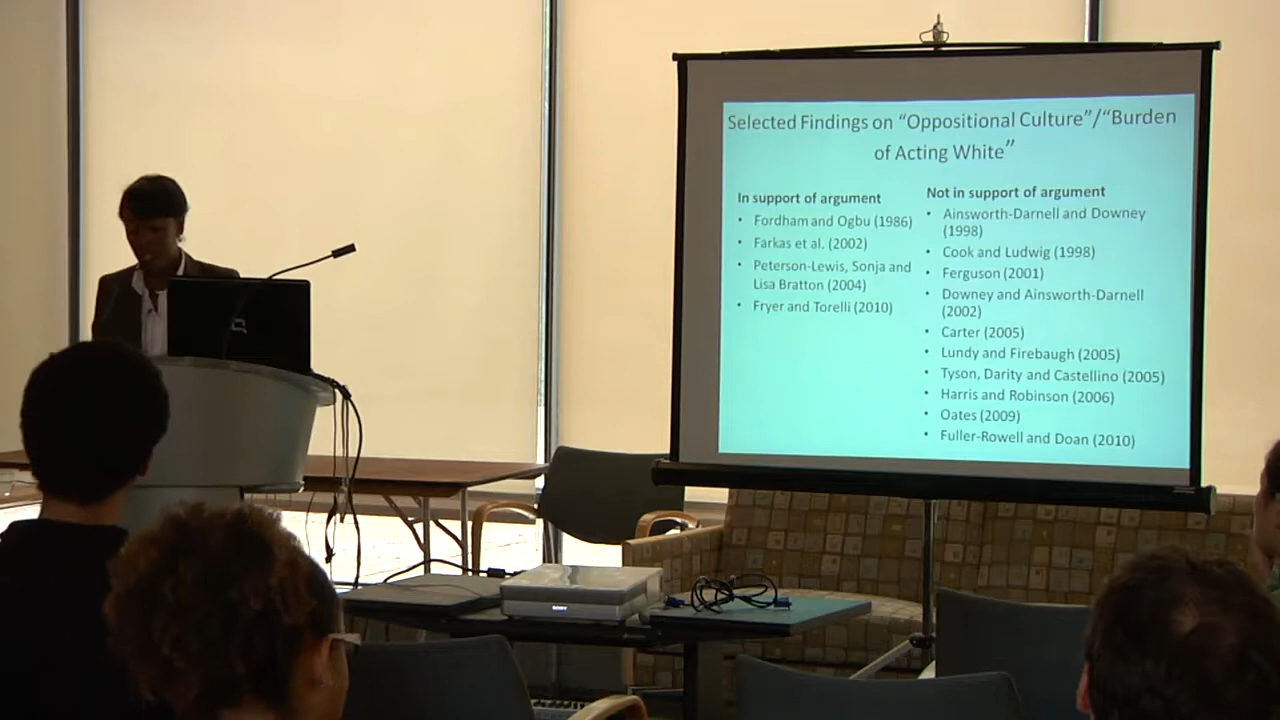 Selected Findings on “Oppositional Culture”/“Burden
of Acting White”
In support of argument
• Fordham and Ogbu (1986)
• Farkas et al. (2002)
• Peterson-Lewis, Sonja and
Lisa Bratton (2004)
• Fryer and Torelli (2010)
Not in support of argument
• Ainsworth-Darnell and Downey
(1998)
• Cook and Ludwig (1998)
• Ferguson (2001)
• Downey and Ainsworth-Darnell
(2002)
• Carter (2005)
• Lundy and Firebaugh (2005)
• Tyson, Darity and Castellino (2005)
• Harris and Robinson (2006)
• Oates (2009)
• Fuller-Rowell and Doan (2010)
SONY